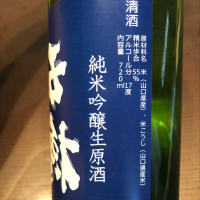 清酒
原材料名 米(山口県産)、米こうじ(山口県産米)
精米歩合 55%
アルコール分 17度
内容量 720ml
純米吟醸生原酒